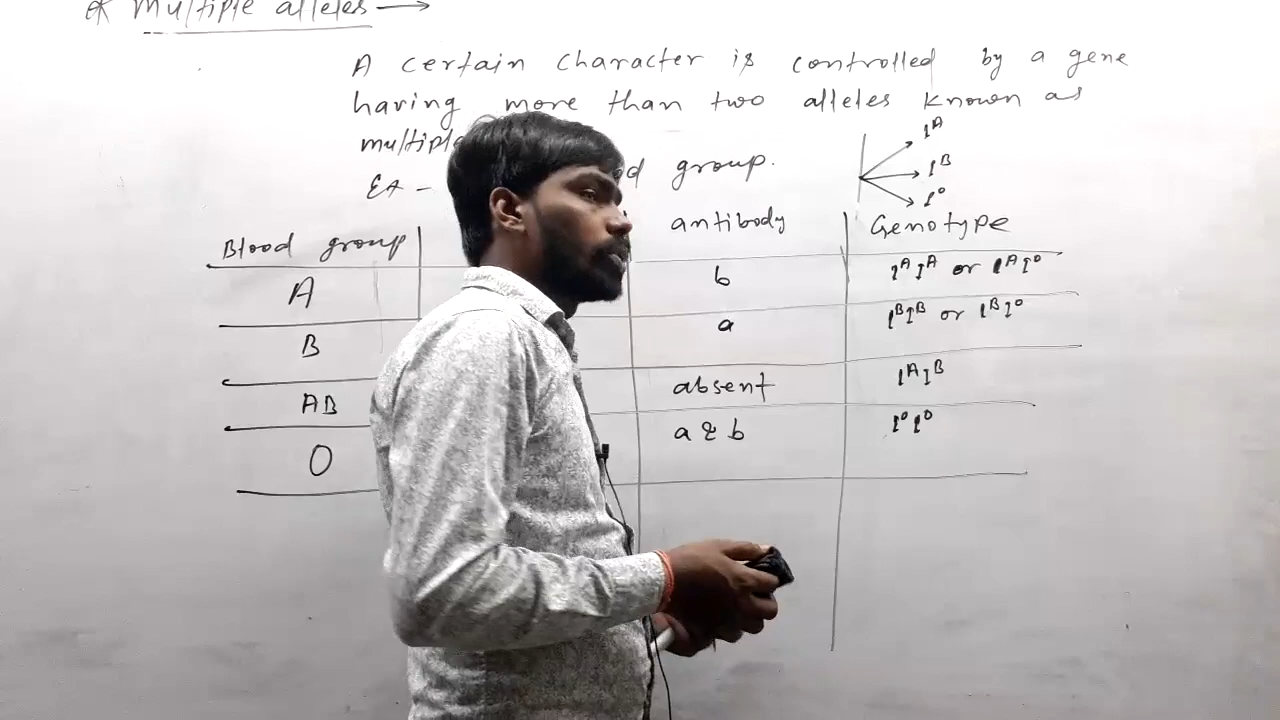 Multiple alleles →
A certain character is controlled by a gene
having more than two alleles known as
multiple
Ex - group.
I^A
I^B
I^o
Blood group antibody Genotype
A b I^A I^A or I^A I^o
B a I^B I^B or I^B I^o
AB absent I^A I^B
O a & b I^o I^o